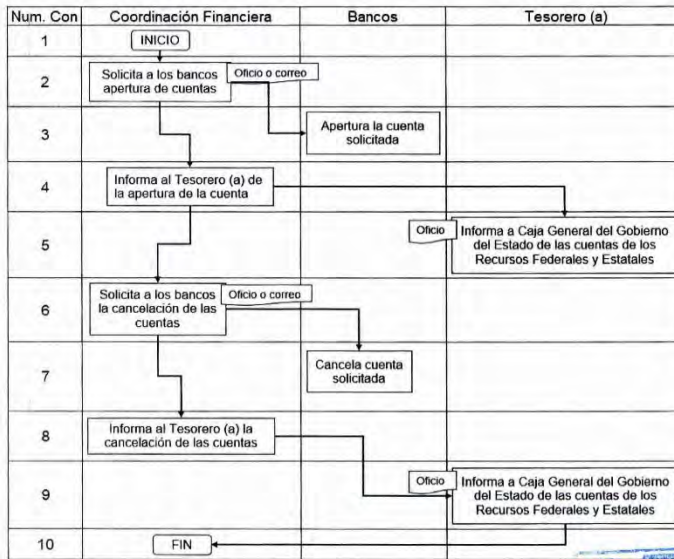 Num. Con
Coordinación Financiera
Bancos
Tesorero (a)
1
INICIO
2
Solicita a los bancos
apertura de cuentas
Oficio o correo
3
Apertura la cuenta
solicitada
4
Informa al Tesorero (a) de
la apertura de la cuenta
5
Oficio
Informa a Caja General del Gobierno
del Estado de las cuentas de los
Recursos Federales y Estatales
6
Solicita a los bancos
la cancelación de las
cuentas
Oficio o correo
7
Cancela cuenta
solicitada
8
Informa al Tesorero (a) la
cancelación de las cuentas
9
Oficio
Informa a Caja General del Gobierno
del Estado de las cuentas de los
Recursos Federales y Estatales
10
FIN